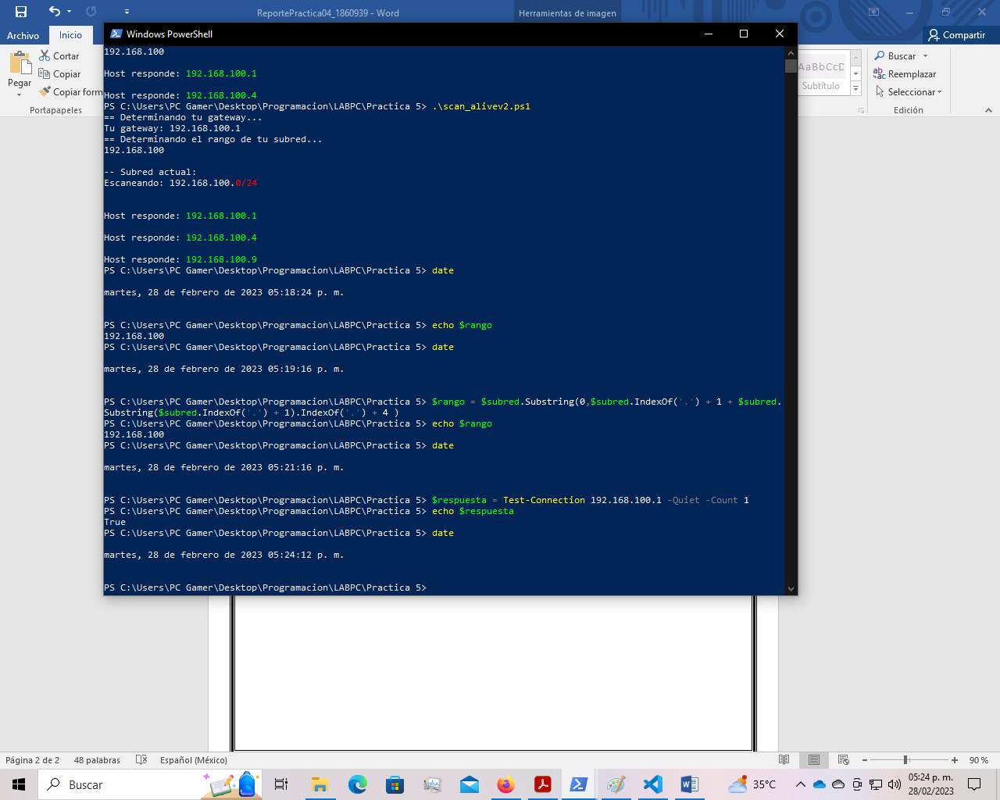 ReportePractica04_1860939 - Word
Herramientas de imagen
Archivo
Inicio
Compartir
Pegar
Cortar
Copiar
Copiar form
Portapapeles
AaBbCcD
Subtítulo
Buscar
Reemplazar
Seleccionar
Edición
Windows PowerShell
192.168.100
Host responde: 192.168.100.1
Host responde: 192.168.100.4
PS C:\Users\PC Gamer\Desktop\Programacion\LABPC\Practica 5> .\scan_alivev2.ps1
== Determinando tu gateway...
Tu gateway: 192.168.100.1
== Determinando el rango de tu subred...
192.168.100
-- Subred actual:
Escaneando: 192.168.100.0/24
Host responde: 192.168.100.1
Host responde: 192.168.100.4
Host responde: 192.168.100.9
PS C:\Users\PC Gamer\Desktop\Programacion\LABPC\Practica 5> date
martes, 28 de febrero de 2023 05:18:24 p. m.
PS C:\Users\PC Gamer\Desktop\Programacion\LABPC\Practica 5> echo $rango
192.168.100
PS C:\Users\PC Gamer\Desktop\Programacion\LABPC\Practica 5> date
martes, 28 de febrero de 2023 05:19:16 p. m.
PS C:\Users\PC Gamer\Desktop\Programacion\LABPC\Practica 5> $rango = $subred.Substring(0,$subred.IndexOf('.') + 1 + $subred.
Substring($subred.IndexOf('.') + 1).IndexOf('.') + 4 )
PS C:\Users\PC Gamer\Desktop\Programacion\LABPC\Practica 5> echo $rango
192.168.100
PS C:\Users\PC Gamer\Desktop\Programacion\LABPC\Practica 5> date
martes, 28 de febrero de 2023 05:21:16 p. m.
PS C:\Users\PC Gamer\Desktop\Programacion\LABPC\Practica 5> $respuesta = Test-Connection 192.168.100.1 -Quiet -Count 1
PS C:\Users\PC Gamer\Desktop\Programacion\LABPC\Practica 5> echo $respuesta
True
PS C:\Users\PC Gamer\Desktop\Programacion\LABPC\Practica 5> date
martes, 28 de febrero de 2023 05:24:12 p. m.
PS C:\Users\PC Gamer\Desktop\Programacion\LABPC\Practica 5>
Página 2 de 2
48 palabras
Español (México)
90 %
Buscar
35°C
05:24 p. m.
28/02/2023